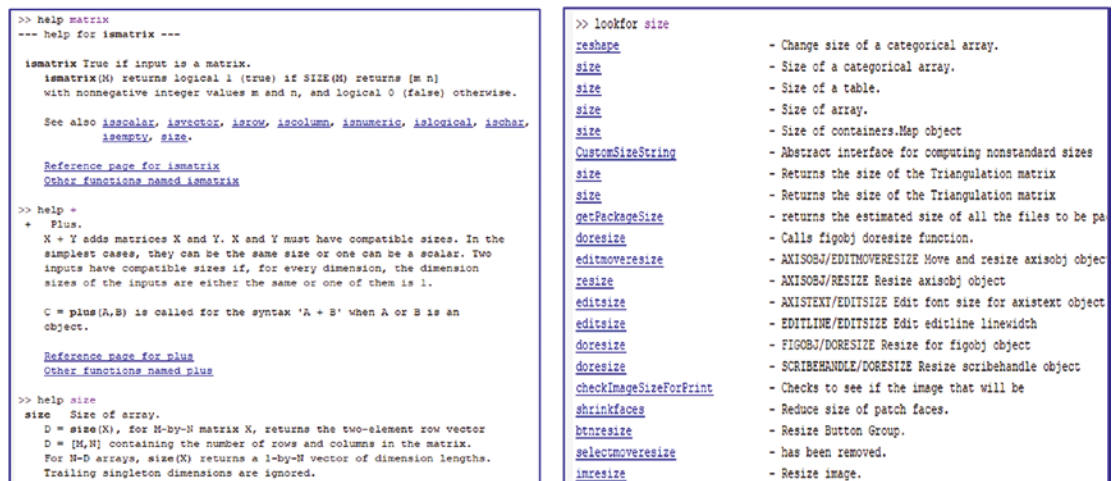 >> help matrix
--- help for ismatrix ---
ismatrix True if input is a matrix.
ismatrix(M) returns logical 1 (true) if SIZE(M) returns [m n]
with nonnegative integer values m and n, and logical 0 (false) otherwise.
See also isscalar, isvector, isrow, iscolumn, isnumeric, islogical, ischar,
isempty, size.
Reference page for ismatrix
Other functions named ismatrix
>> help +
+ Plus.
X + Y adds matrices X and Y. X and Y must have compatible sizes. In the
simplest cases, they can be the same size or one can be a scalar. Two
inputs have compatible sizes if, for every dimension, the dimension
sizes of the inputs are either the same or one of them is 1.
C = plus(A,B) is called for the syntax 'A + B' when A or B is an
object.
Reference page for plus
Other functions named plus
>> help size
size Size of array.
D = size(X), for M-by-N matrix X, returns the two-element row vector
D = [M,N] containing the number of rows and columns in the matrix.
For N-D arrays, size(X) returns a 1-by-N vector of dimension lengths.
Trailing singleton dimensions are ignored.
>> lookfor size
reshape - Change size of a categorical array.
size - Size of a categorical array.
size - Size of a table.
size - Size of array.
size - Size of containers.Map object
CustomSizeString - Abstract interface for computing nonstandard sizes
size - Returns the size of the Triangulation matrix
size - Returns the size of the Triangulation matrix
getPackageSize - returns the estimated size of all the files to be pa
doresize - Calls figobj doresize function.
editmoveresize - AXISOBJ/EDITMOVERESIZE Move and resize axisobj objec
resize - AXISOBJ/RESIZE Resize axisobj object
editsize - AXISTEXT/EDITSIZE Edit font size for axistext object
editsize - EDITLINE/EDITSIZE Edit editline linewidth
doresize - FIGOBJ/DORESIZE Resize for figobj object
doresize - SCRIBEHANDLE/DORESIZE Resize scribehandle object
checkImageSizeForPrint - Checks to see if the image that will be
shrinkfaces - Reduce size of patch faces.
btnresize - Resize Button Group.
selectmoveresize - has been removed.
imresize - Resize image.